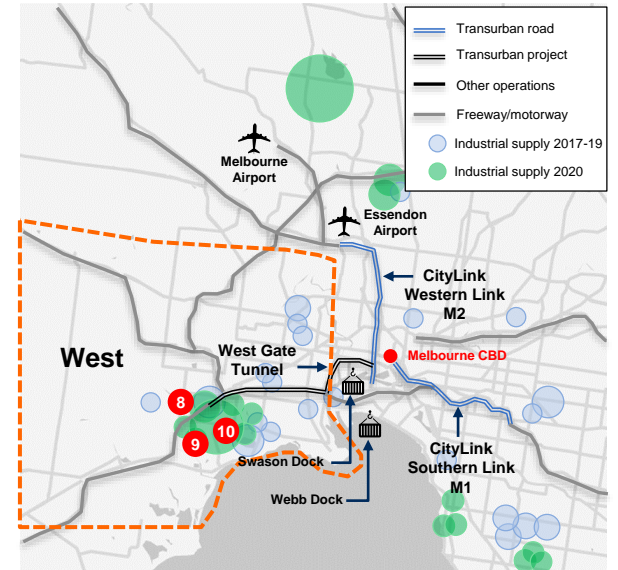 Transurban road
Transurban project
Other operations
Freeway/motorway
Industrial supply 2017-19
Industrial supply 2020
Melbourne
Airport
Essendon
Airport
CityLink
Western Link
M2
West
West Gate
Tunnel
Melbourne CBD
8
10
9
CityLink
Southern Link
M1
Swason Dock
Webb Dock